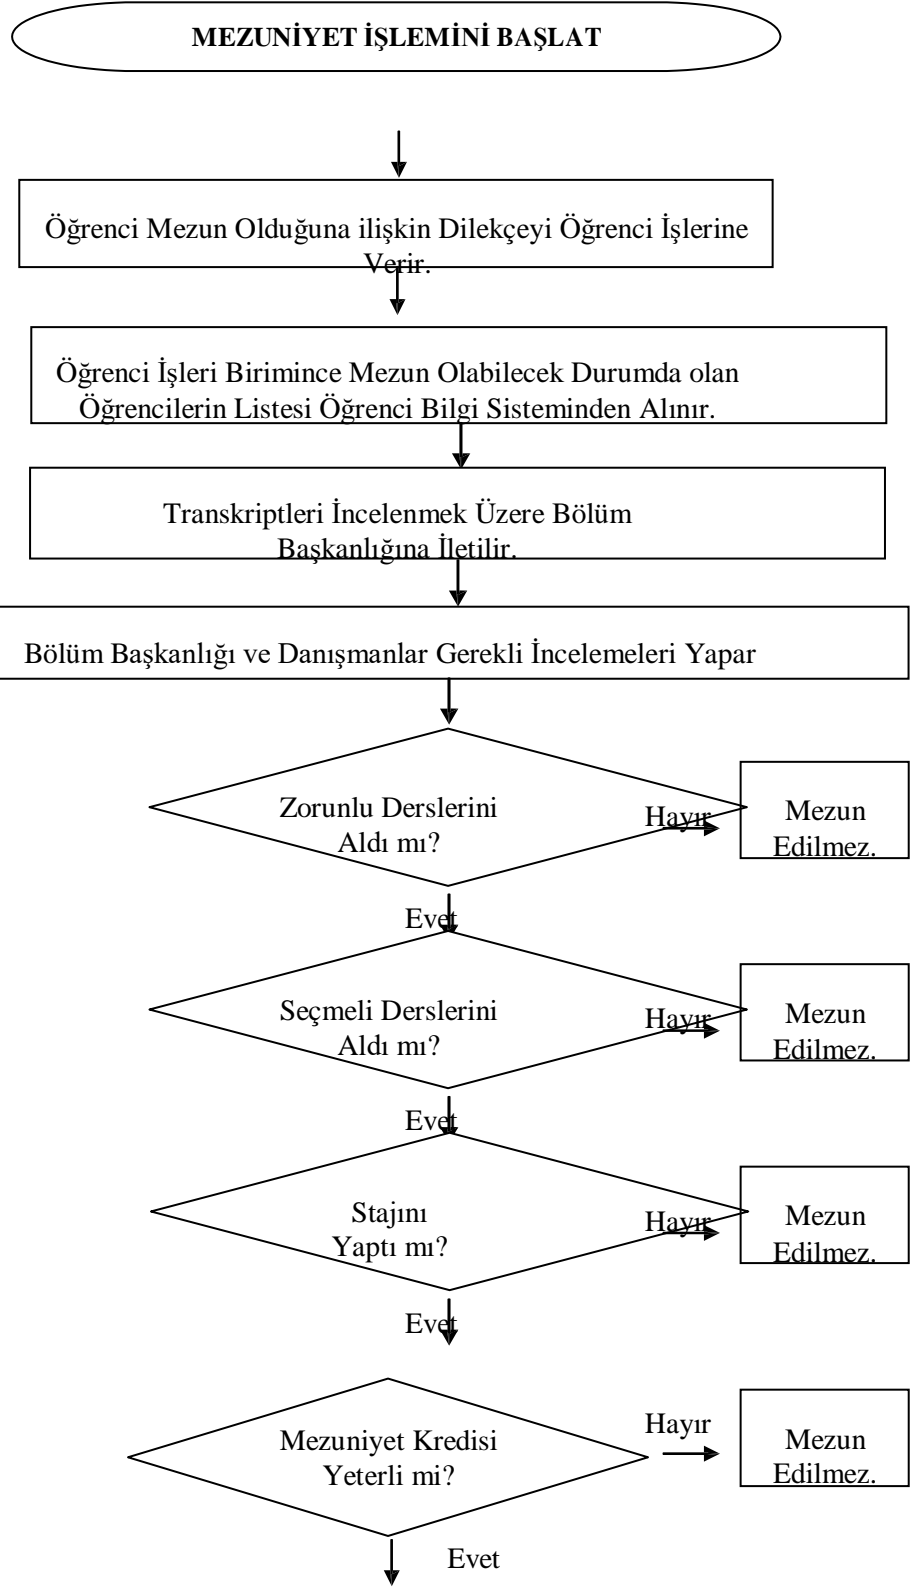 MEZUNİYET İŞLEMİNİ BAŞLAT
Öğrenci Mezun Olduğuna ilişkin Dilekçeyi Öğrenci İşlerine
Verir.
Öğrenci İşleri Birimince Mezun Olabilecek Durumda olan
Öğrencilerin Listesi Öğrenci Bilgi Sisteminden Alınır.
Transkriptleri İncelenmek Üzere Bölüm
Başkanlığına İletilir.
Bölüm Başkanlığı ve Danışmanlar Gerekli İncelemeleri Yapar
Zorunlu Derslerini
Aldı mı?
Hayır
Mezun
Edilmez.
Evet
Seçmeli Derslerini
Aldı mı?
Hayır
Mezun
Edilmez.
Evet
Stajını
Yaptı mı?
Hayır
Mezun
Edilmez.
Evet
Mezuniyet Kredisi
Yeterli mi?
Hayır
Mezun
Edilmez.
Evet